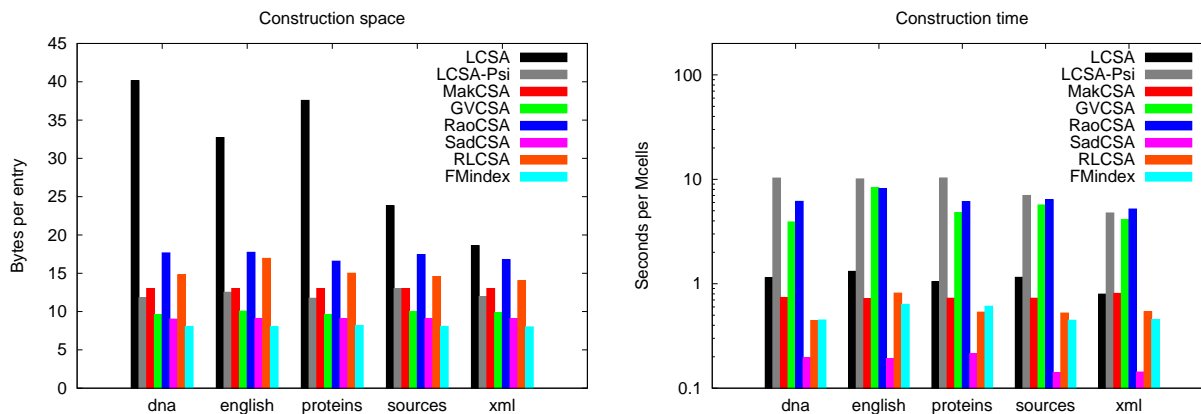 Construction space
Bytes per entry
45
40
35
30
25
20
15
10
5
0
LCSA
LCSA-Psi
MakCSA
GVCSA
RaoCSA
SadCSA
RLCSA
FMindex
dna english proteins sources xml
Construction time
Seconds per Mcells
100
10
1
0.1
LCSA
LCSA-Psi
MakCSA
GVCSA
RaoCSA
SadCSA
RLCSA
FMindex
dna english proteins sources xml